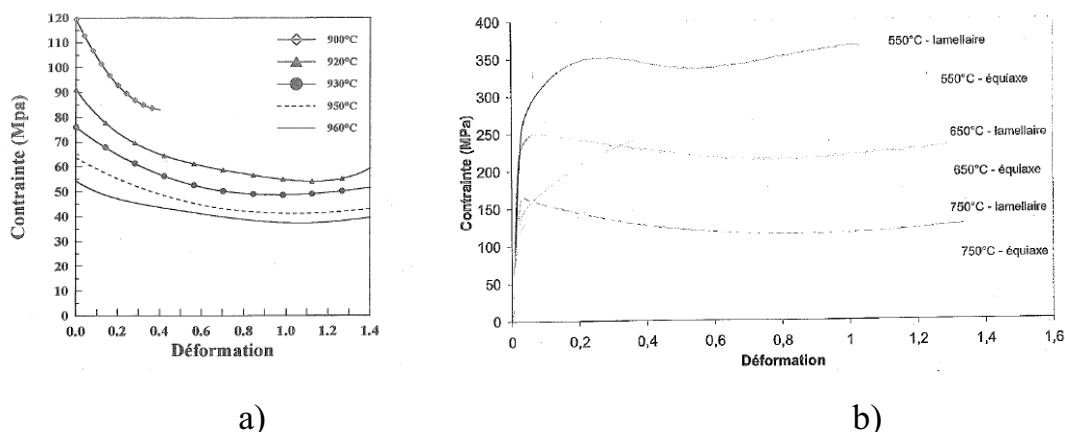 120
110
100
90
80
70
60
50
40
30
20
10
0
Contrainte (Mpa)
900°C
920°C
930°C
950°C
960°C
0.0 0.2 0.4 0.6 0.8 1.0 1.2 1.4
Déformation
a)
400
350
300
250
200
150
100
50
0
Contrainte (MPa)
550°C - lamellaire
550°C - équiaxe
650°C - lamellaire
650°C - équiaxe
750°C - lamellaire
750°C - équiaxe
0 0,2 0,4 0,6 0,8 1 1,2 1,4 1,6
Déformation
b)